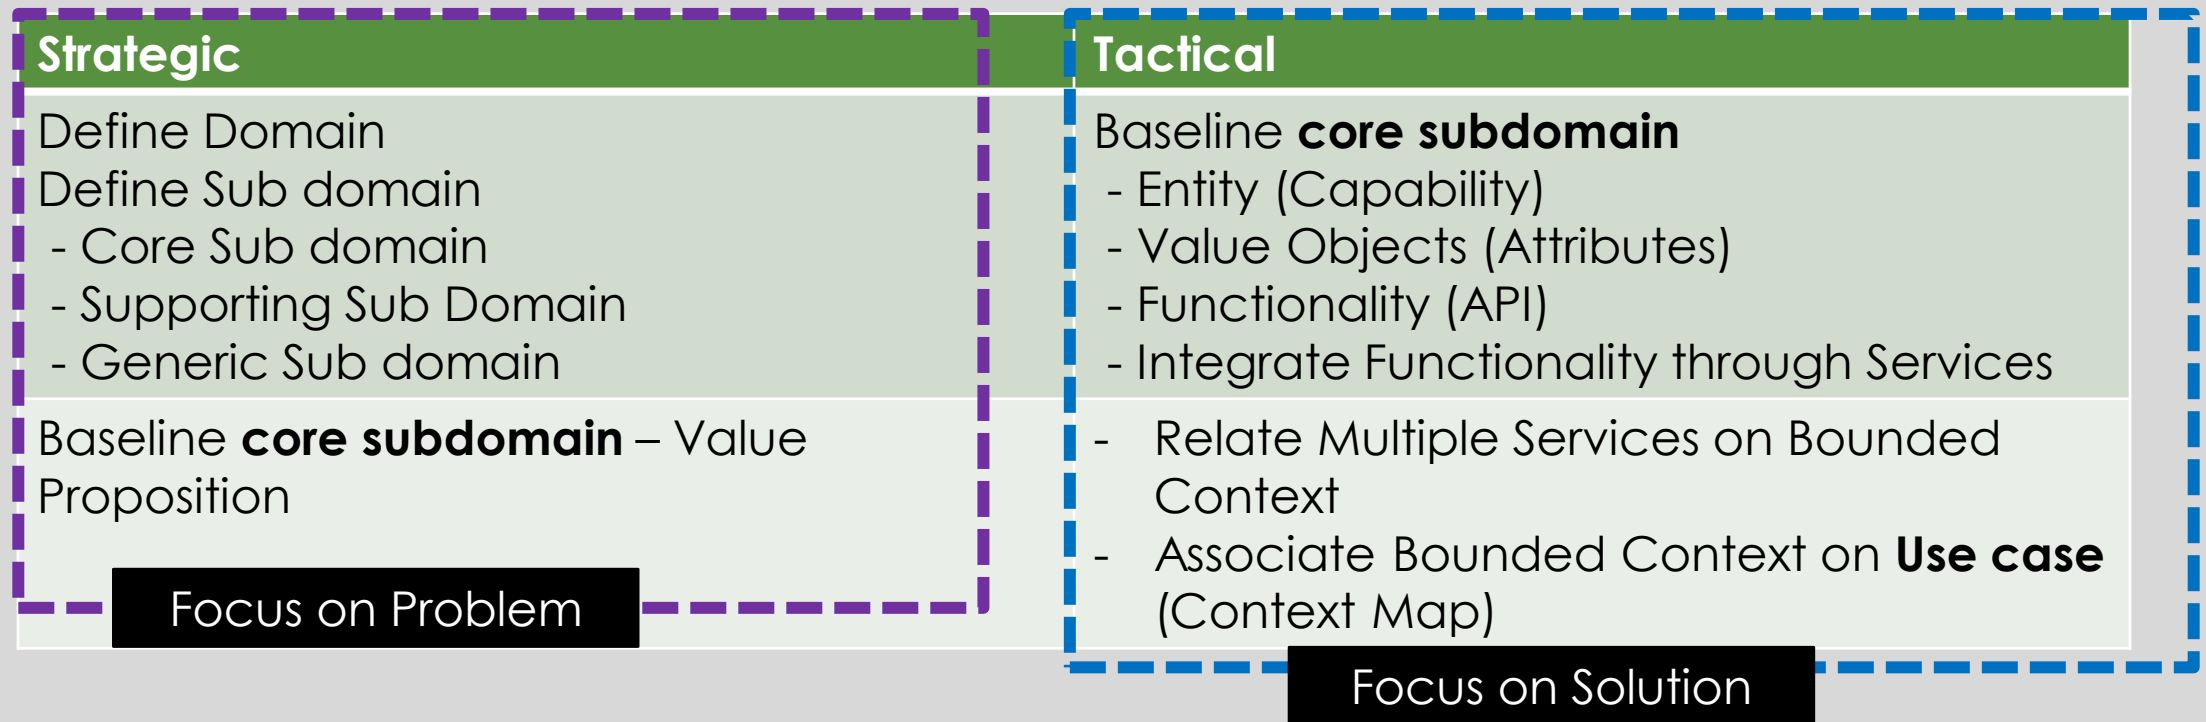 Strategic
Define Domain
Define Sub domain
- Core Sub domain
- Supporting Sub Domain
- Generic Sub domain
Baseline core subdomain – Value
Proposition
Focus on Problem
Tactical
Baseline core subdomain
- Entity (Capability)
- Value Objects (Attributes)
- Functionality (API)
- Integrate Functionality through Services
- Relate Multiple Services on Bounded
Context
- Associate Bounded Context on Use case
(Context Map)
Focus on Solution